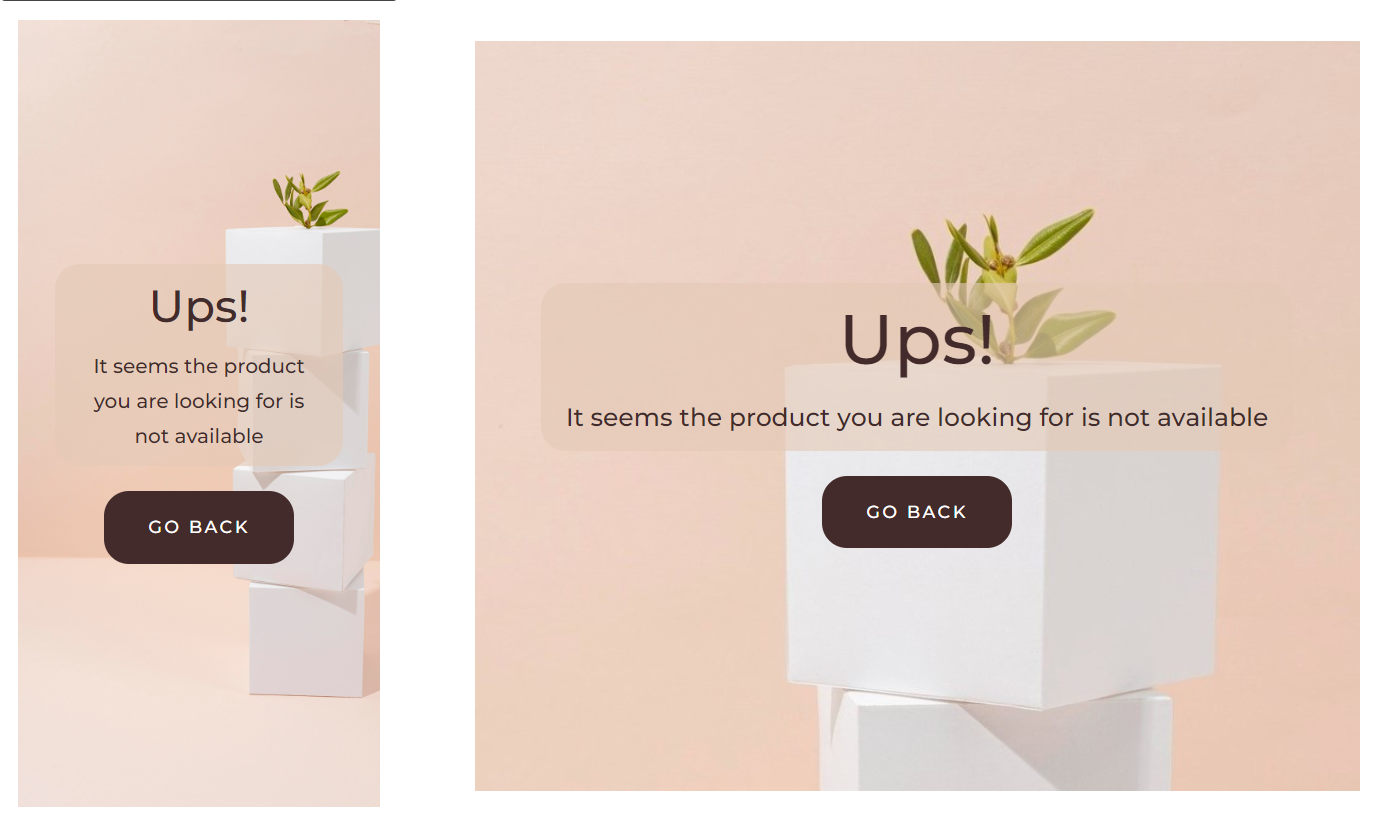 Ups!
It seems the product
you are looking for is
not available
GO BACK
Ups!
It seems the product you are looking for is not available
GO BACK